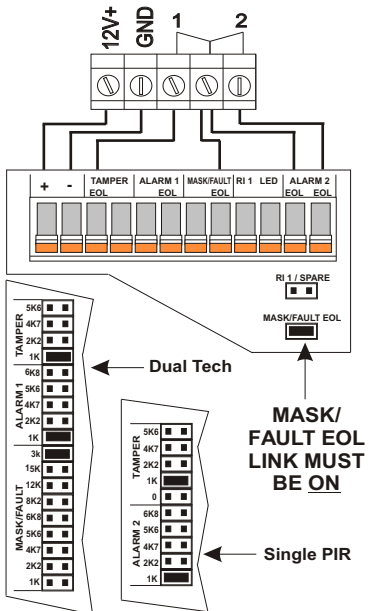 12V+ GND 1 2
+ - TAMPER ALARM 1 MASK/FAULT RI 1 LED ALARM 2
EOL EOL EOL EOL EOL
RI 1 / SPARE
MASK/FAULT EOL
MASK/
FAULT EOL
LINK MUST
BE ON
Dual Tech
TAMPER
5K6
4K7
2K2
1K
ALARM 1
6K8
5K6
4K7
2K2
1K
MASK/FAULT
3k
15K
12K
8K2
6K8
5K6
4K7
2K2
1K
TAMPER
5K6
4K7
2K2
1K
0
ALARM 2
6K8
5K6
4K7
2K2
1K
Single PIR